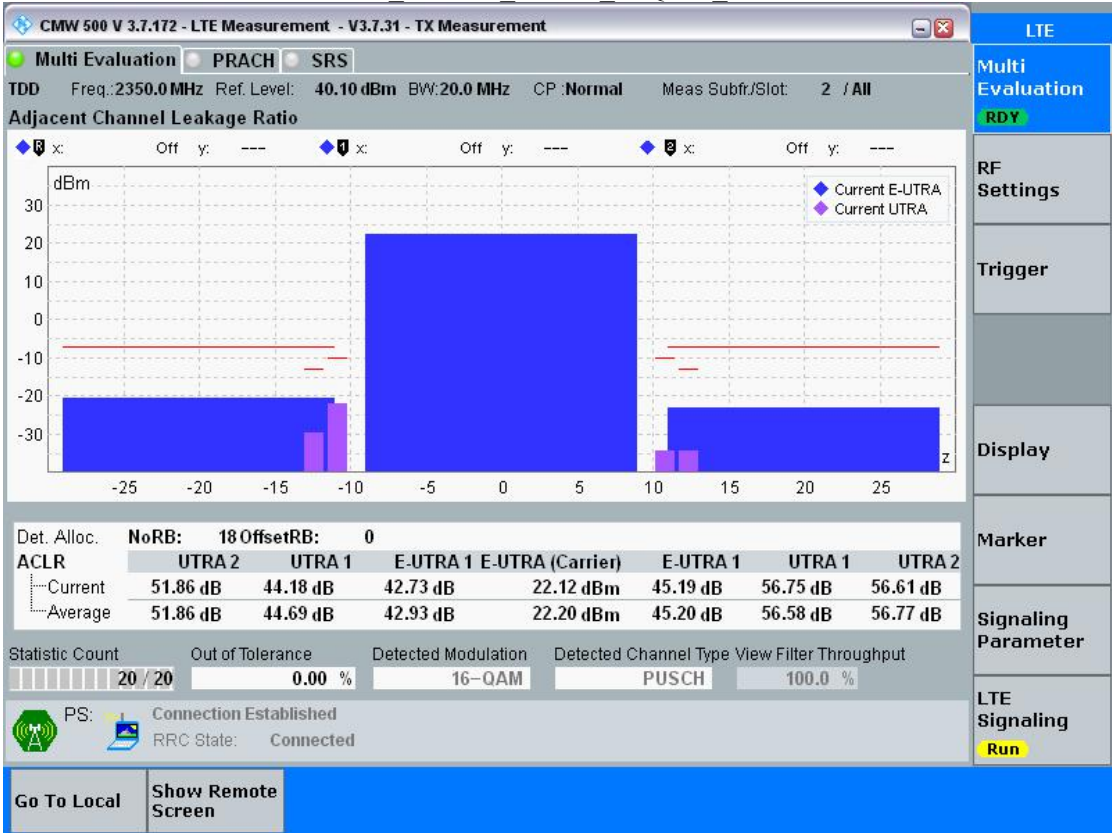 CMW 500 V 3.7.172 - LTE Measurement - V3.7.31 - TX Measurement
LTE
Multi Evaluation PRACH SRS
Multi
Evaluation
RDY
TDD Freq.:2350.0 MHz Ref. Level: 40.10 dBm BW:20.0 MHz CP :Normal Meas Subfr./Slot: 2 / All
Adjacent Channel Leakage Ratio
R x: Off y: --- 1 x: Off y: --- 2 x: Off y: ---
dBm
Current E-UTRA
Current UTRA
30
20
10
0
-10
-20
-30
z
-25 -20 -15 -10 -5 0 5 10 15 20 25
RF
Settings
Trigger
Display
Marker
Signaling
Parameter
LTE
Signaling
Run
Det. Alloc. NoRB: 18 OffsetRB: 0
ACLR UTRA 2 UTRA 1 E-UTRA 1 E-UTRA (Carrier) E-UTRA 1 UTRA 1 UTRA 2
Current 51.86 dB 44.18 dB 42.73 dB 22.12 dBm 45.19 dB 56.75 dB 56.61 dB
Average 51.86 dB 44.69 dB 42.93 dB 22.20 dBm 45.20 dB 56.58 dB 56.77 dB
Statistic Count Out of Tolerance Detected Modulation Detected Channel Type View Filter Throughput
20 / 20 0.00 % 16-QAM PUSCH 100.0 %
PS: Connection Established
RRC State: Connected
Go To Local
Show Remote
Screen